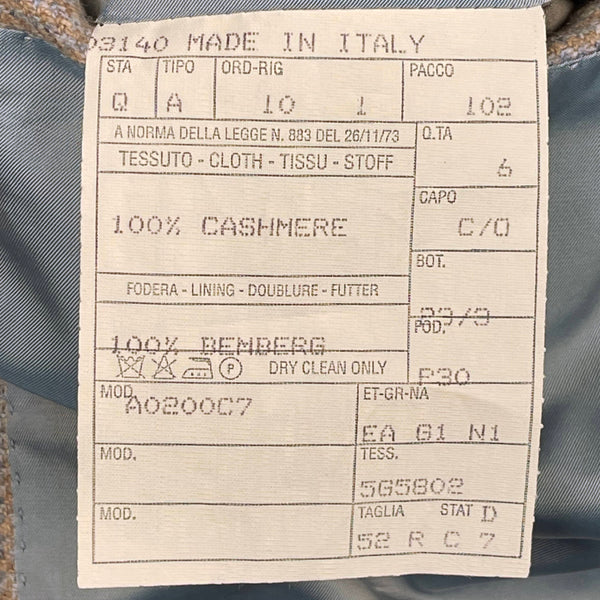 03140 MADE IN ITALY
STA TIPO ORD-RIG PACCO
Q A 10 1 102
A NORMA DELLA LEGGE N. 883 DEL 26/11/73 Q.TA
TESSUTO - CLOTH - TISSU - STOFF 6
CAPO
100% CASHMERE C/O
BOT.
FODERA - LINING - DOUBLURE - FUTTER
POD.
100% BEMBERG
P DRY CLEAN ONLY P30
MOD. ET-GR-NA
A0200C7
EA G1 N1
MOD. TESS.
5G5802
MOD. TAGLIA STAT D
52 R C 7